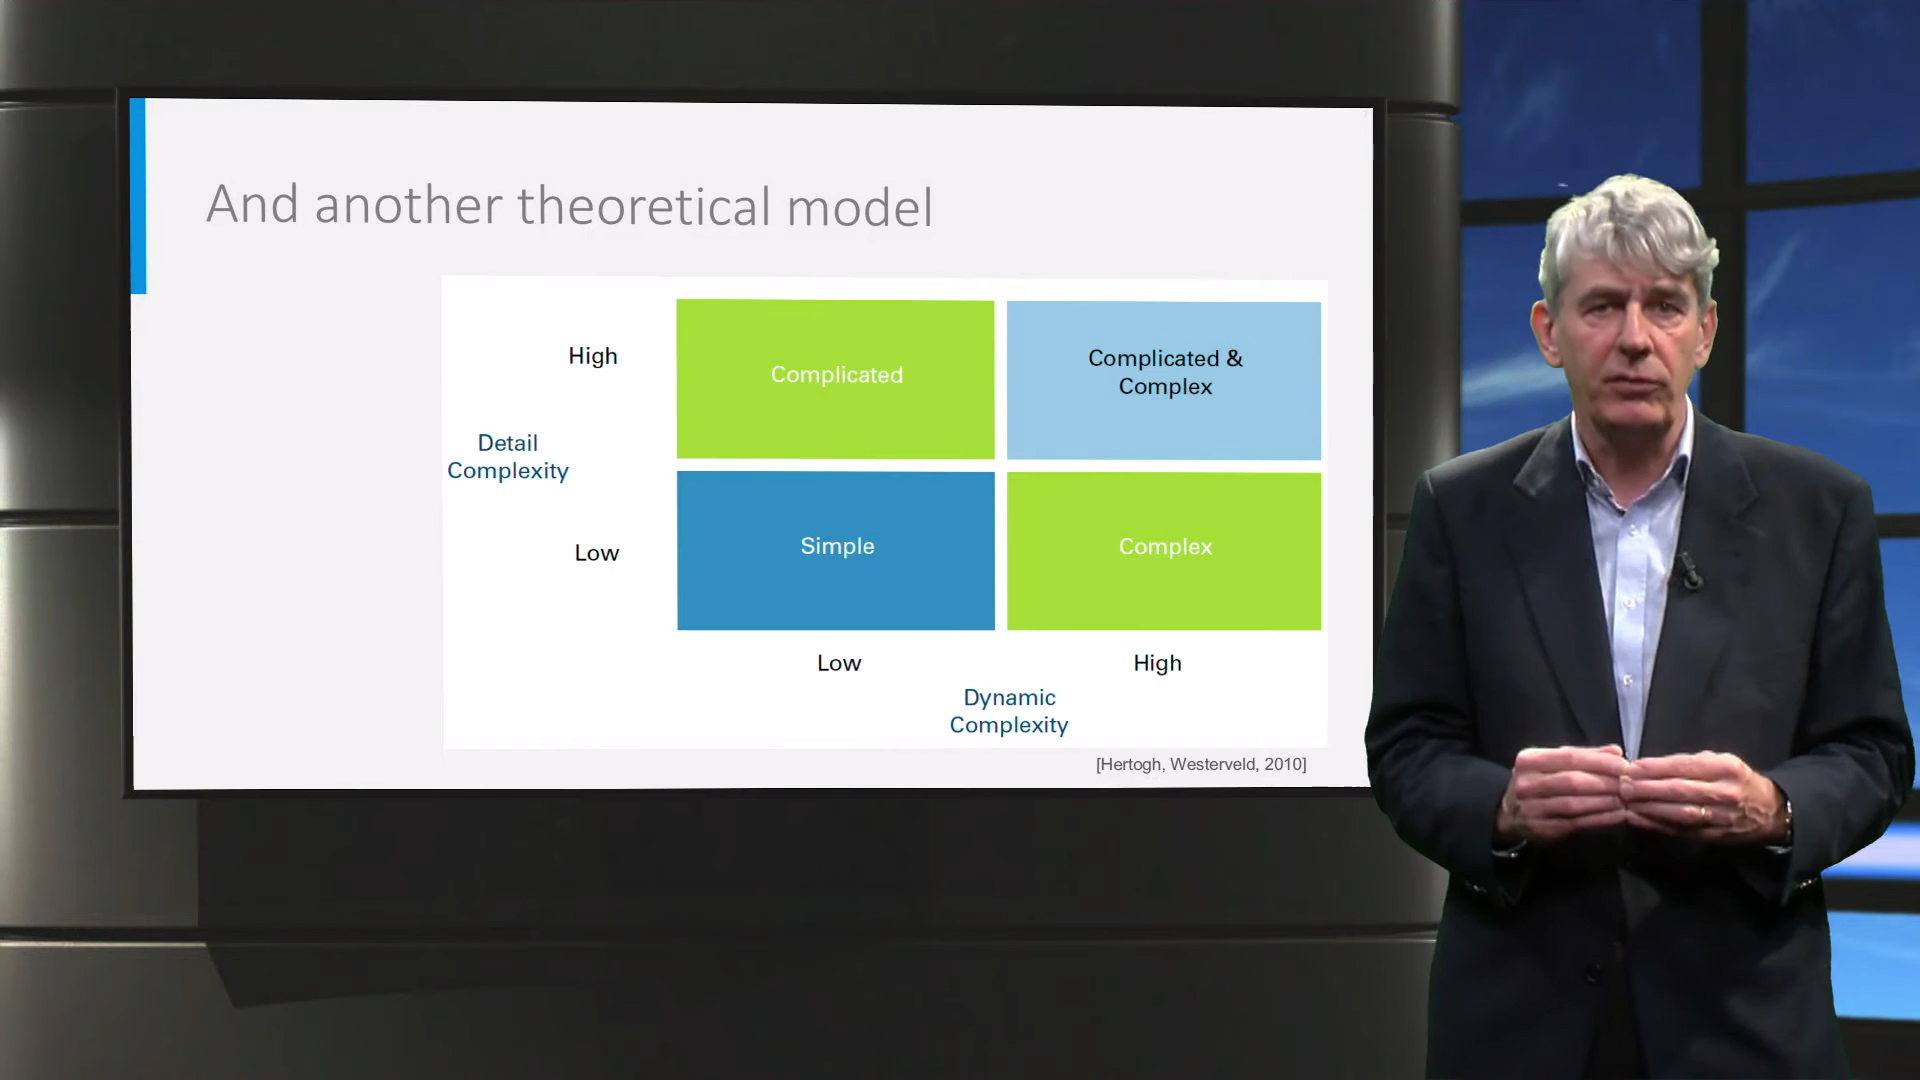 And another theoretical model
High
Complicated
Complicated &
Complex
Detail
Complexity
Low
Simple
Complex
Low
High
Dynamic
Complexity
[Hertogh, Westerveld, 2010]